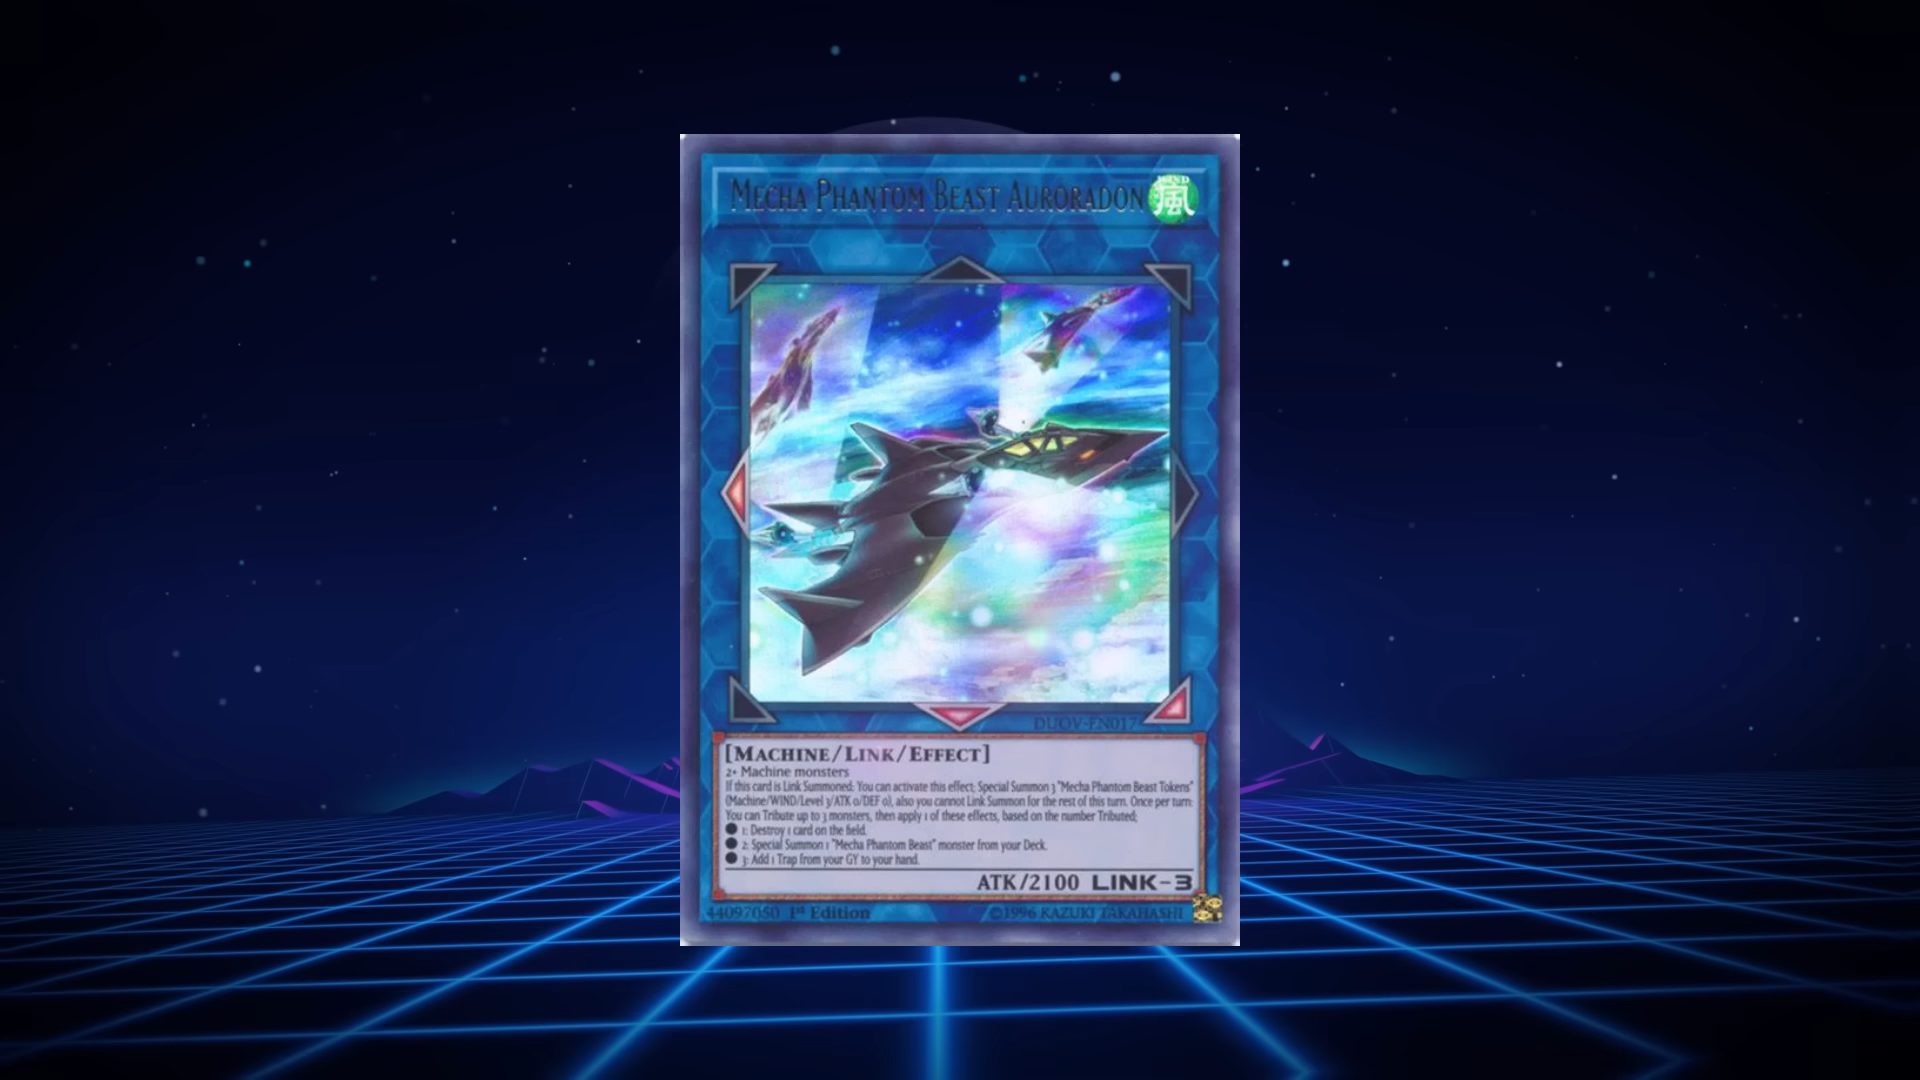 MECHA PHANTOM BEAST AURORADON
WIND
風
DUOV-EN017
[MACHINE/LINK/EFFECT]
2+ Machine monsters
If this card is Link Summoned: You can activate this effect; Special Summon 3 "Mecha Phantom Beast Tokens"
(Machine/WIND/Level 3/ATK 0/DEF 0), also you cannot Link Summon for the rest of this turn. Once per turn:
You can Tribute up to 3 monsters, then apply 1 of these effects, based on the number Tributed;
● 1: Destroy 1 card on the field.
● 2: Special Summon 1 "Mecha Phantom Beast" monster from your Deck.
● 3: Add 1 Trap from your GY to your hand.
ATK/2100 LINK-3
44097050 1st Edition ©1996 KAZUKI TAKAHASHI